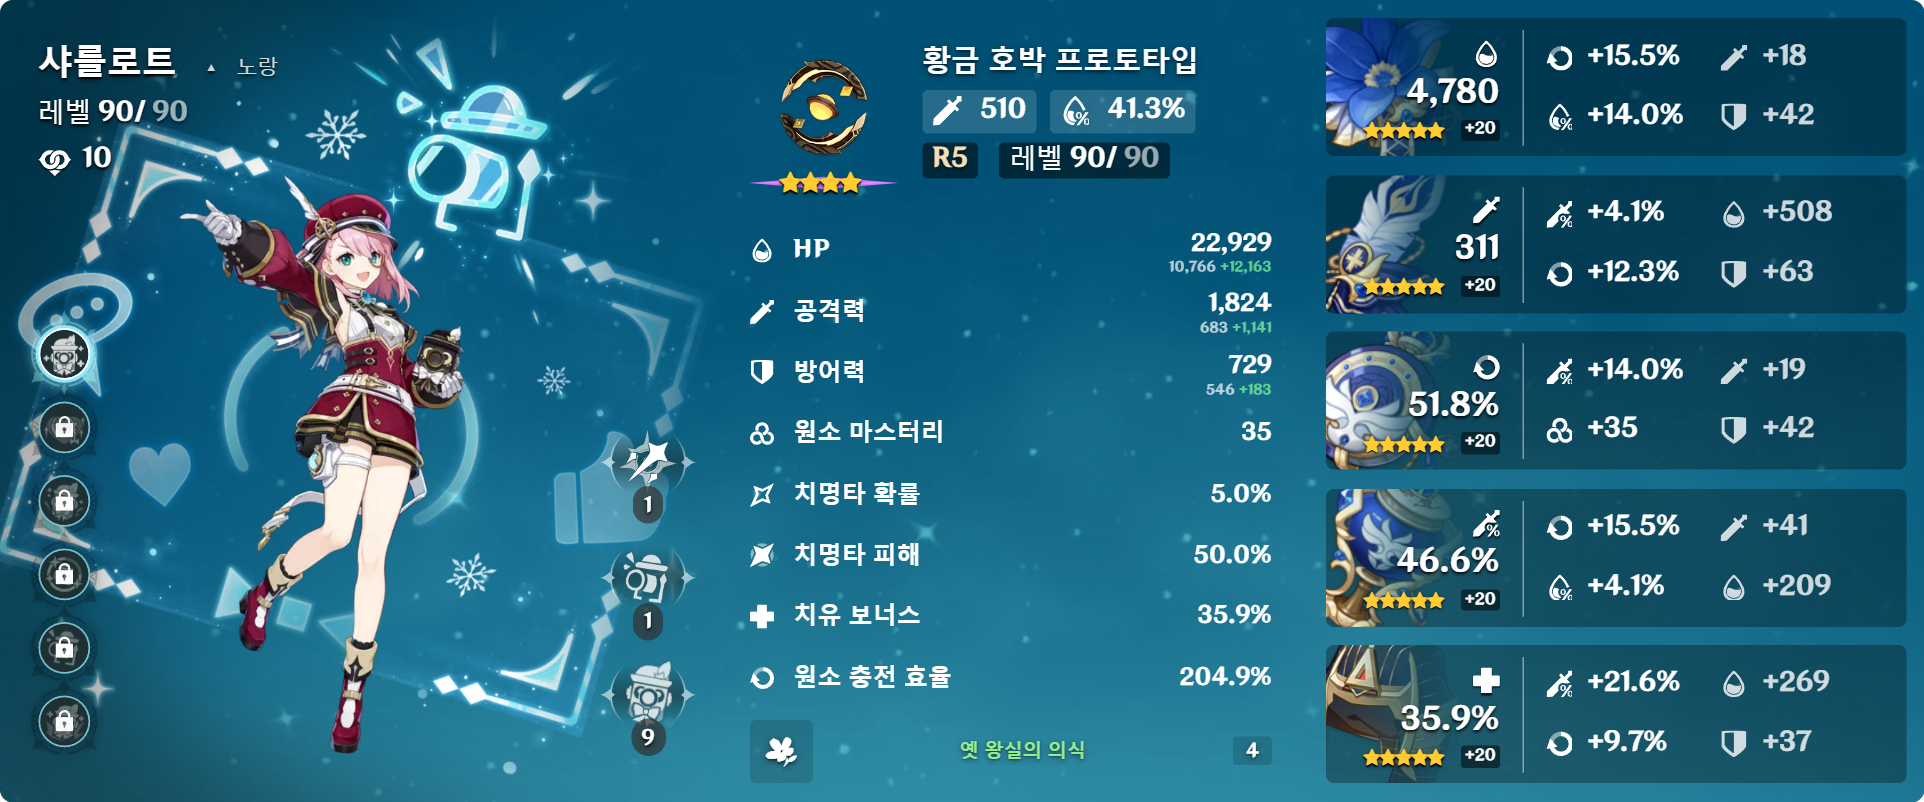 샤를로트 ▲ 노랑
레벨 90/ 90
10
1
1
9
황금 호박 프로토타입
510 41.3%
R5 레벨 90/ 90
HP 22,929
10,766 +12,163
공격력 1,824
683 +1,141
방어력 729
546 +183
원소 마스터리 35
치명타 확률 5.0%
치명타 피해 50.0%
치유 보너스 35.9%
원소 충전 효율 204.9%
옛 왕실의 의식 4
4,780
+20
+15.5% +18
+14.0% +42
311
+20
+4.1% +508
+12.3% +63
51.8%
+20
+14.0% +19
+35 +42
46.6%
+20
+15.5% +41
+4.1% +209
35.9%
+20
+21.6% +269
+9.7% +37